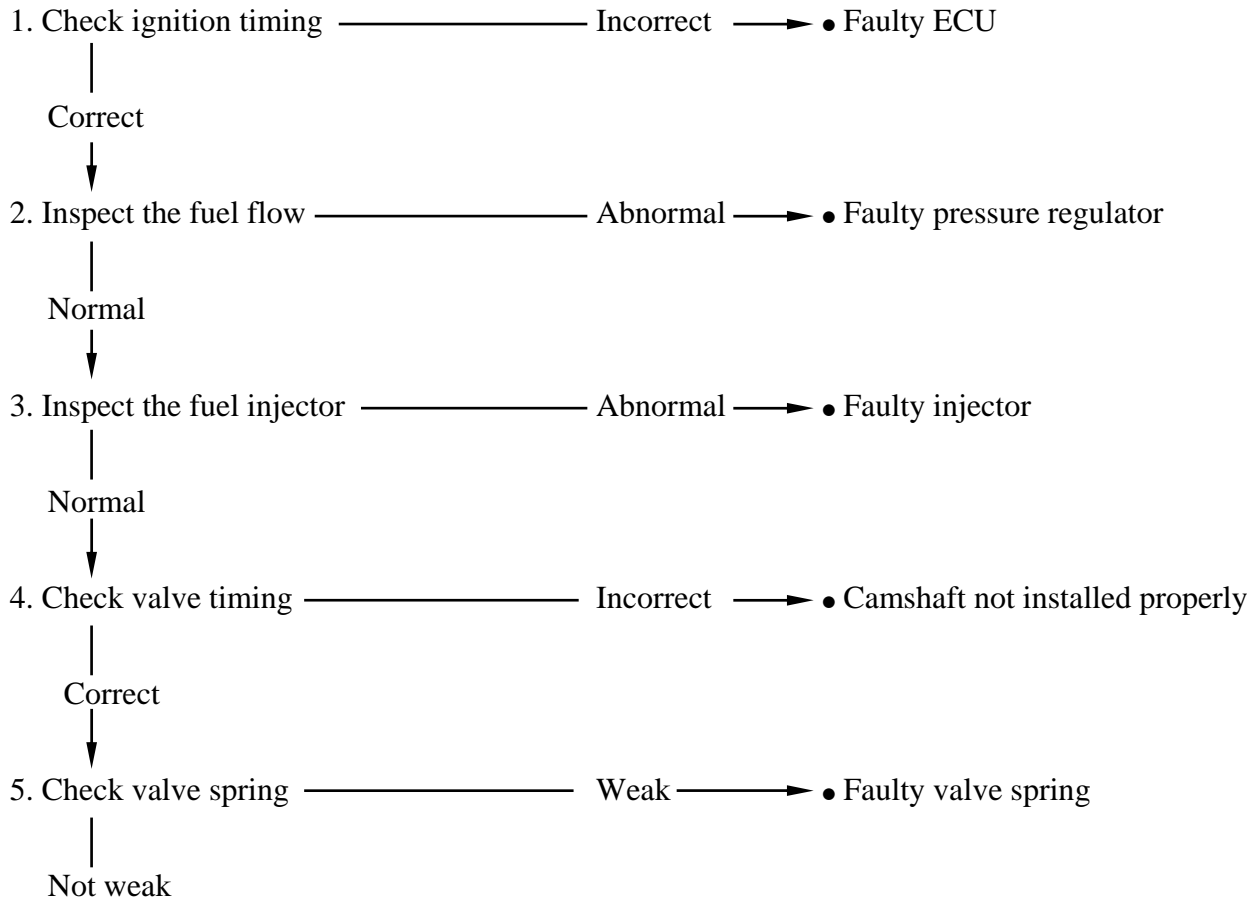 1. Check ignition timing Incorrect • Faulty ECU
Correct
2. Inspect the fuel flow Abnormal • Faulty pressure regulator
Normal
3. Inspect the fuel injector Abnormal • Faulty injector
Normal
4. Check valve timing Incorrect • Camshaft not installed properly
Correct
5. Check valve spring Weak • Faulty valve spring
Not weak